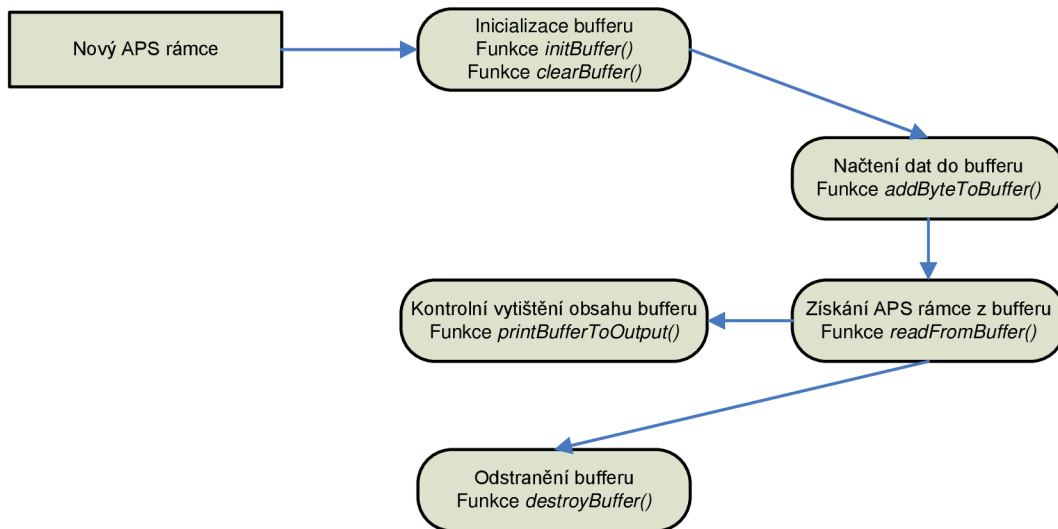 Nový APS rámce
Inicializace bufferu
Funkce initBuffer()
Funkce clearBuffer()
Načtení dat do bufferu
Funkce addByteToBuffer()
Získání APS rámce z bufferu
Funkce readFromBuffer()
Kontrolní vytištění obsahu bufferu
Funkce printBufferToOutput()
Odstranění bufferu
Funkce destroyBuffer()